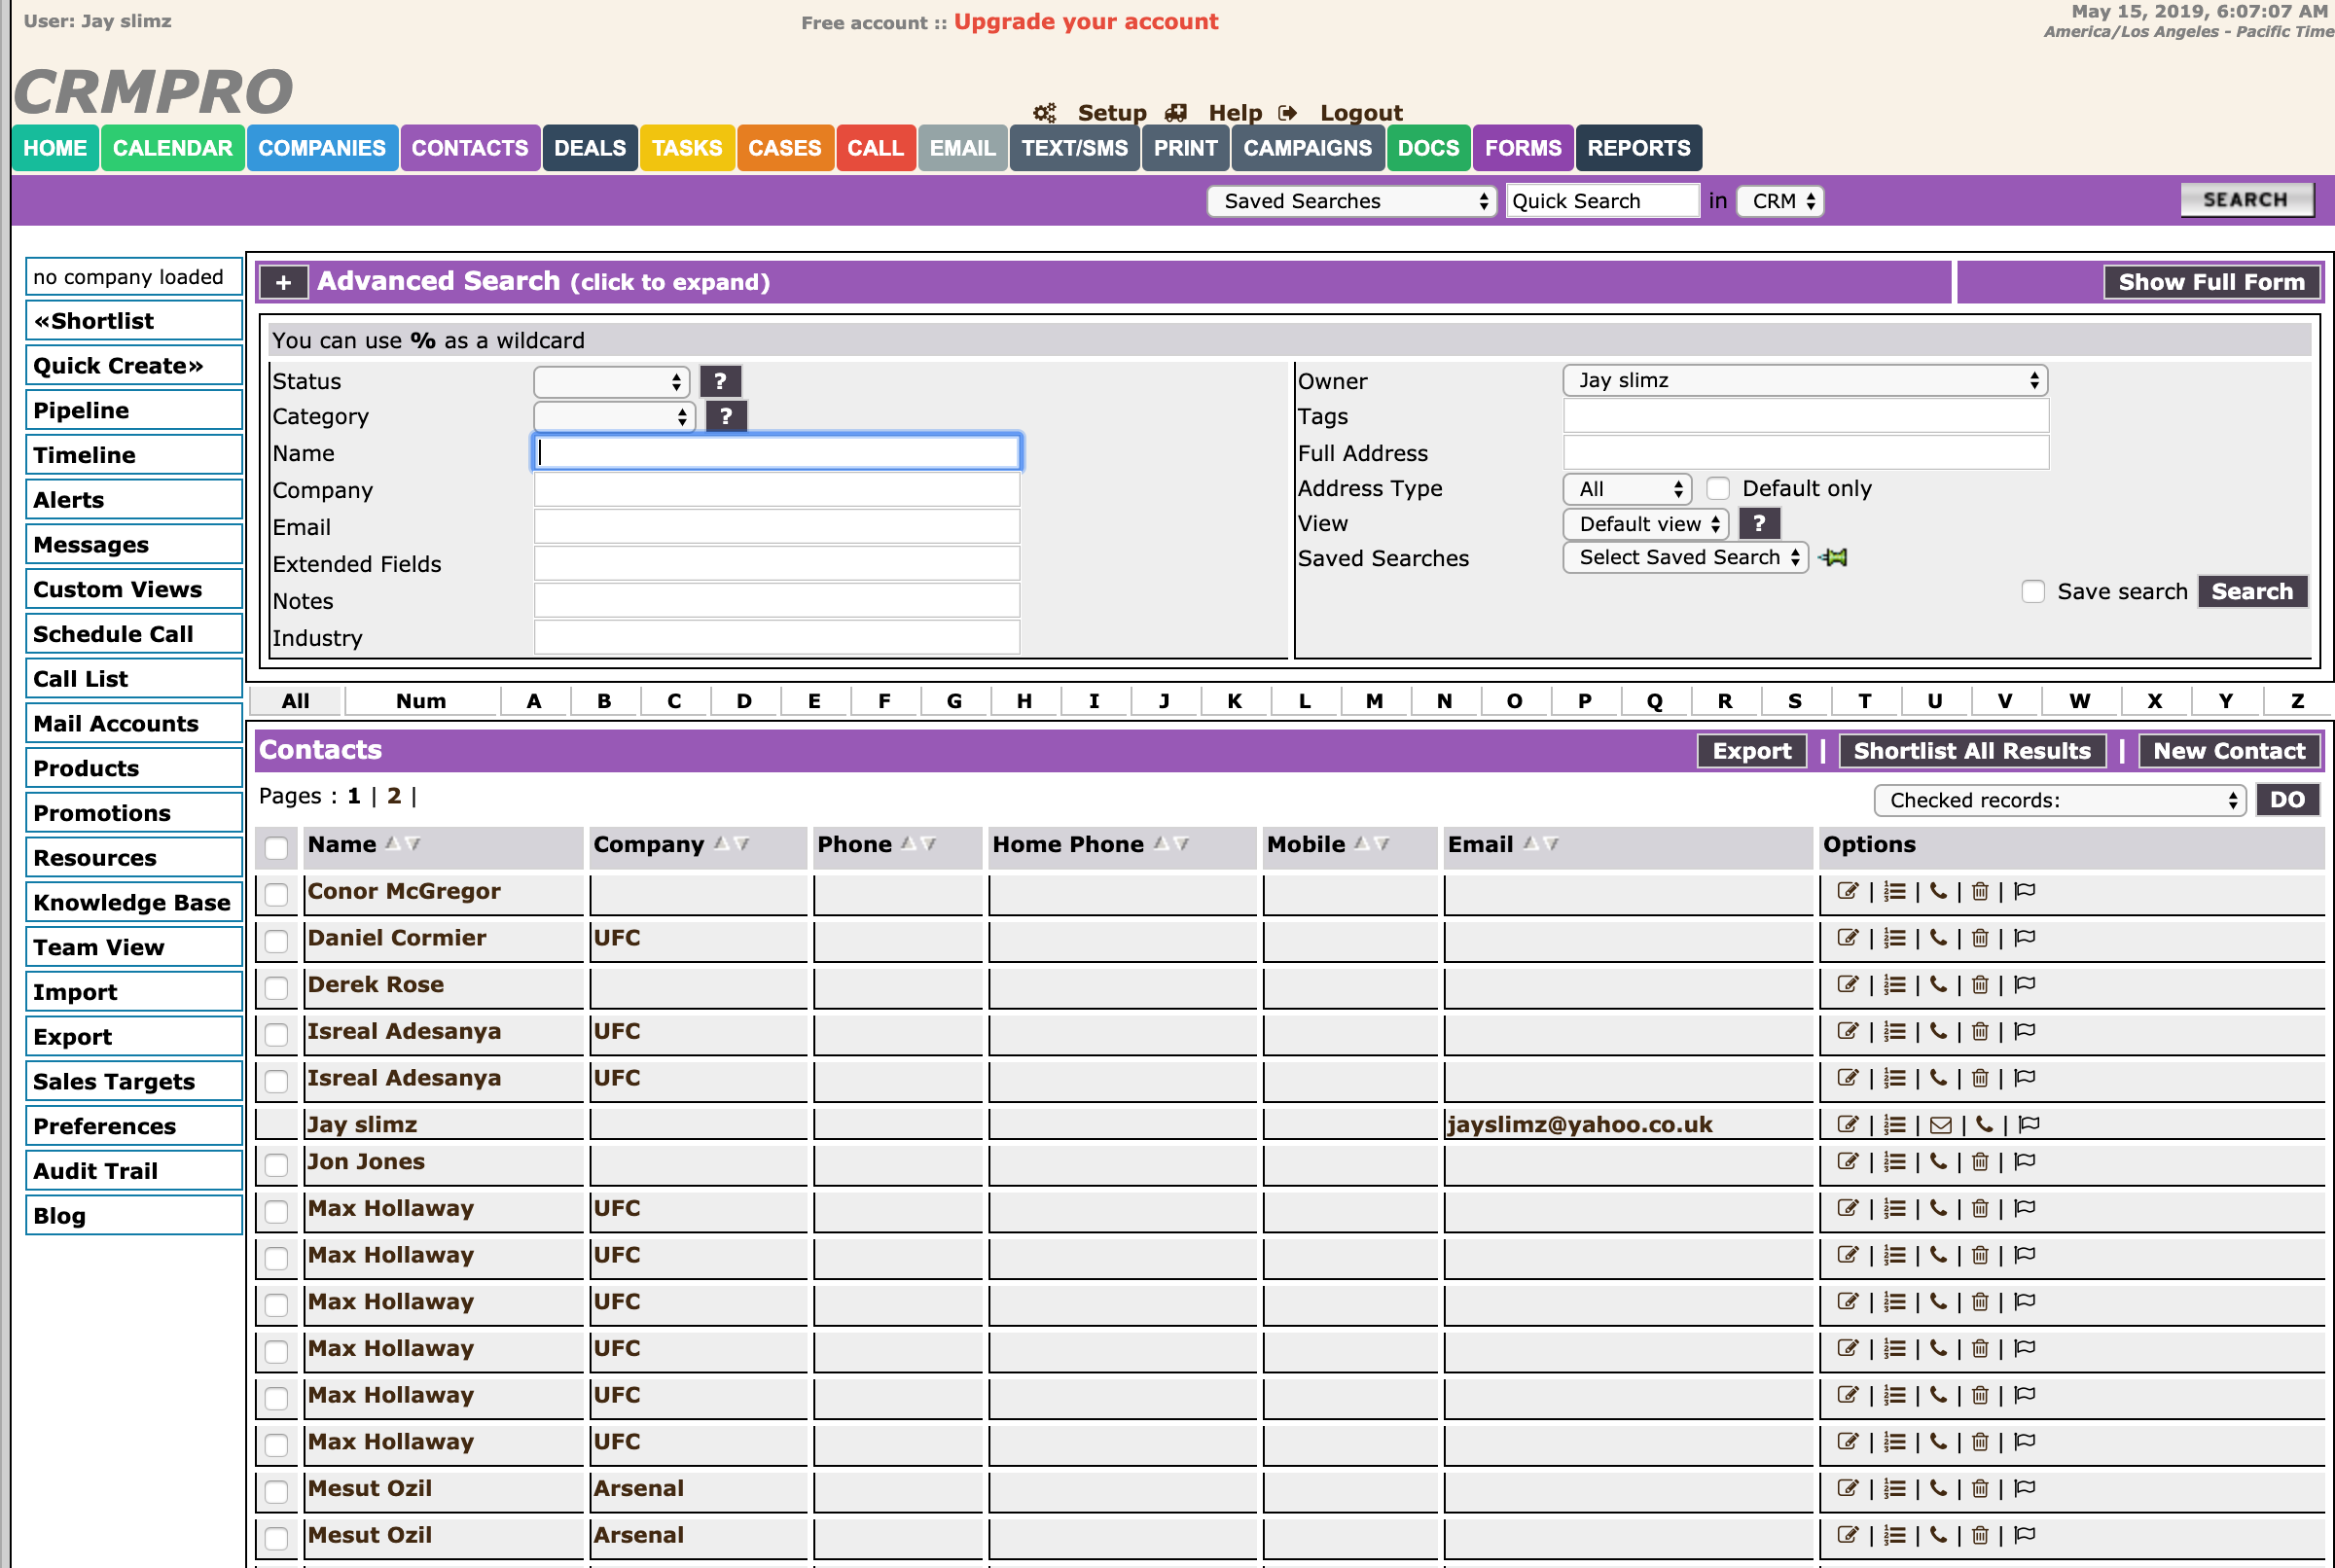 User: Jay slimz
Free account :: Upgrade your account
May 15, 2019, 6:07:07 AM
America/Los Angeles - Pacific Time
CRMPRO
Setup Help Logout
HOME CALENDAR COMPANIES CONTACTS DEALS TASKS CASES CALL EMAIL TEXT/SMS PRINT CAMPAIGNS DOCS FORMS REPORTS
Saved Searches Quick Search in CRM SEARCH
no company loaded
«Shortlist
Quick Create»
Pipeline
Timeline
Alerts
Messages
Custom Views
Schedule Call
Call List
Mail Accounts
Products
Promotions
Resources
Knowledge Base
Team View
Import
Export
Sales Targets
Preferences
Audit Trail
Blog
+ Advanced Search (click to expand) Show Full Form
You can use % as a wildcard
Status ?
Category ?
Name
Company
Email
Extended Fields
Notes
Industry
Owner Jay slimz
Tags
Full Address
Address Type All Default only
View Default view ?
Saved Searches Select Saved Search
Save search Search
All Num A B C D E F G H I J K L M N O P Q R S T U V W X Y Z
Contacts Export | Shortlist All Results | New Contact
Pages : 1 | 2 |
Checked records: DO
Name Company Phone Home Phone Mobile Email Options
Conor McGregor
Daniel Cormier UFC
Derek Rose
Isreal Adesanya UFC
Isreal Adesanya UFC
Jay slimz jayslimz@yahoo.co.uk
Jon Jones
Max Hollaway UFC
Max Hollaway UFC
Max Hollaway UFC
Max Hollaway UFC
Max Hollaway UFC
Max Hollaway UFC
Mesut Ozil Arsenal
Mesut Ozil Arsenal